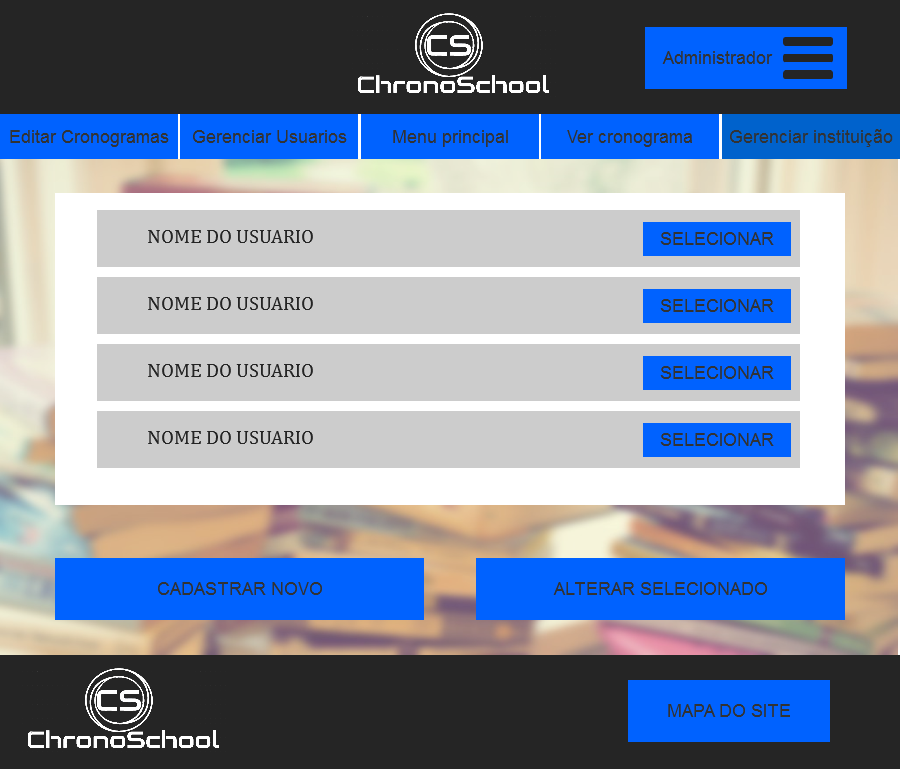 CS
ChronoSchool
Administrador
Editar Cronogramas
Gerenciar Usuarios
Menu principal
Ver cronograma
Gerenciar instituição
NOME DO USUARIO
SELECIONAR
NOME DO USUARIO
SELECIONAR
NOME DO USUARIO
SELECIONAR
NOME DO USUARIO
SELECIONAR
CADASTRAR NOVO
ALTERAR SELECIONADO
CS
ChronoSchool
MAPA DO SITE